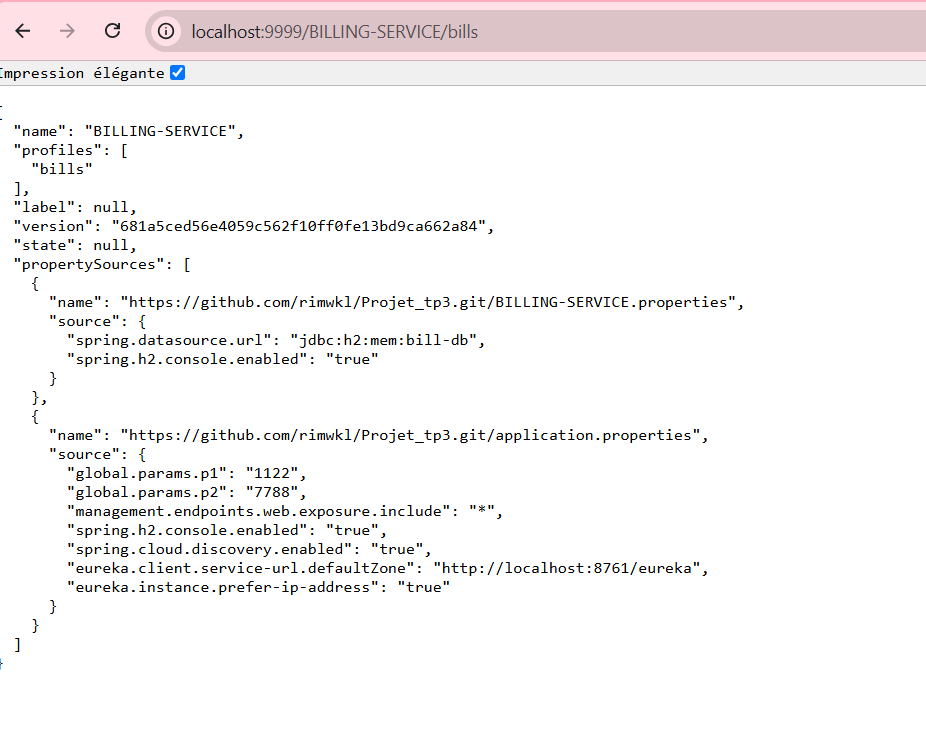 localhost:9999/BILLING-SERVICE/bills
Impression élégante
{
"name": "BILLING-SERVICE",
"profiles": [
"bills"
],
"label": null,
"version": "681a5ced56e4059c562f10ff0fe13bd9ca662a84",
"state": null,
"propertySources": [
{
"name": "https://github.com/rimwkl/Projet_tp3.git/BILLING-SERVICE.properties",
"source": {
"spring.datasource.url": "jdbc:h2:mem:bill-db",
"spring.h2.console.enabled": "true"
}
},
{
"name": "https://github.com/rimwkl/Projet_tp3.git/application.properties",
"source": {
"global.params.p1": "1122",
"global.params.p2": "7788",
"management.endpoints.web.exposure.include": "*",
"spring.h2.console.enabled": "true",
"spring.cloud.discovery.enabled": "true",
"eureka.client.service-url.defaultZone": "http://localhost:8761/eureka",
"eureka.instance.prefer-ip-address": "true"
}
}
]
}